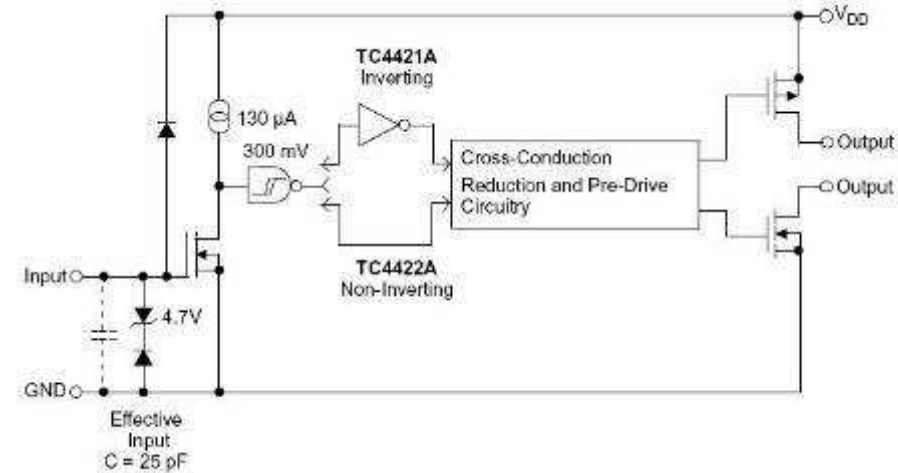 VDD
TC4421A
Inverting
130 µA
300 mV
Output
Cross-Conduction
Reduction and Pre-Drive
Circuitry
Output
TC4422A
Non-Inverting
Input
4.7V
GND
Effective
Input
C = 25 pF